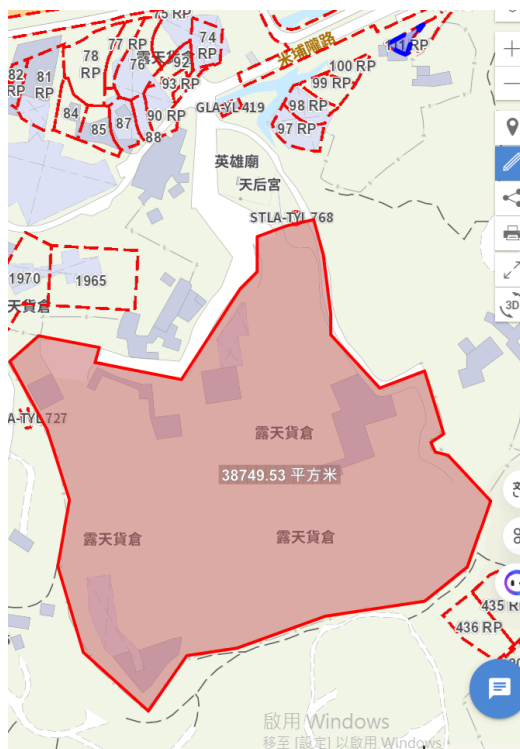 75 RP
77 RP
74
RP
78
RP
露天貨倉
76
92
米埔隴路
111 RP
82
RP
81
RP
93 RP
100 RP
99 RP
84
85
87
90 RP
88
GLA-YL 419
98 RP
97 RP
英雄廟
天后宮
STLA-TYL 768
1970
1965
天貨倉
3D
A-TYL 727
露天貨倉
38749.53 平方米
露天貨倉
露天貨倉
435 R
436 RP
啟用 Windows
移至 [設定] 以啟用 Windows